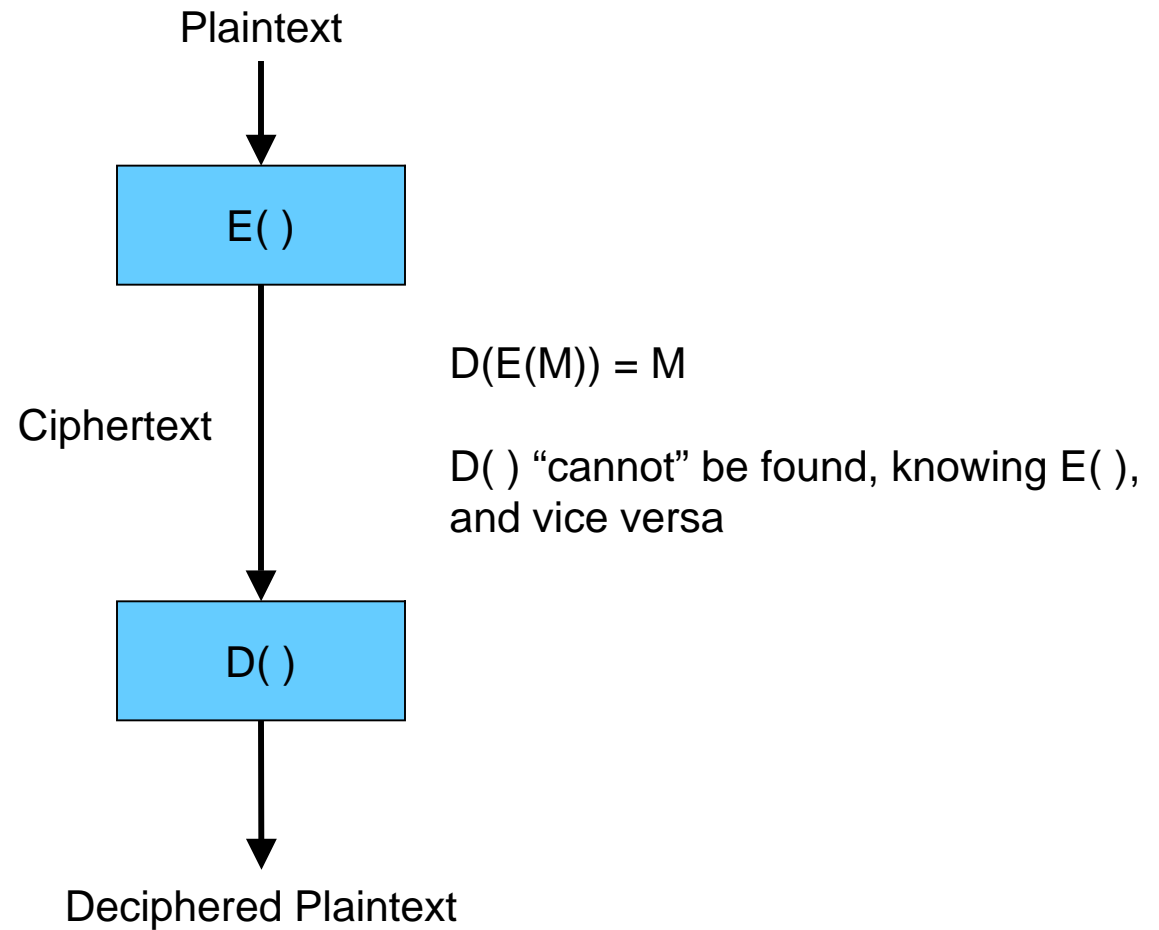 Plaintext
E( )
D(E(M)) = M
Ciphertext
D( ) “cannot” be found, knowing E( ),
and vice versa
D( )
Deciphered Plaintext